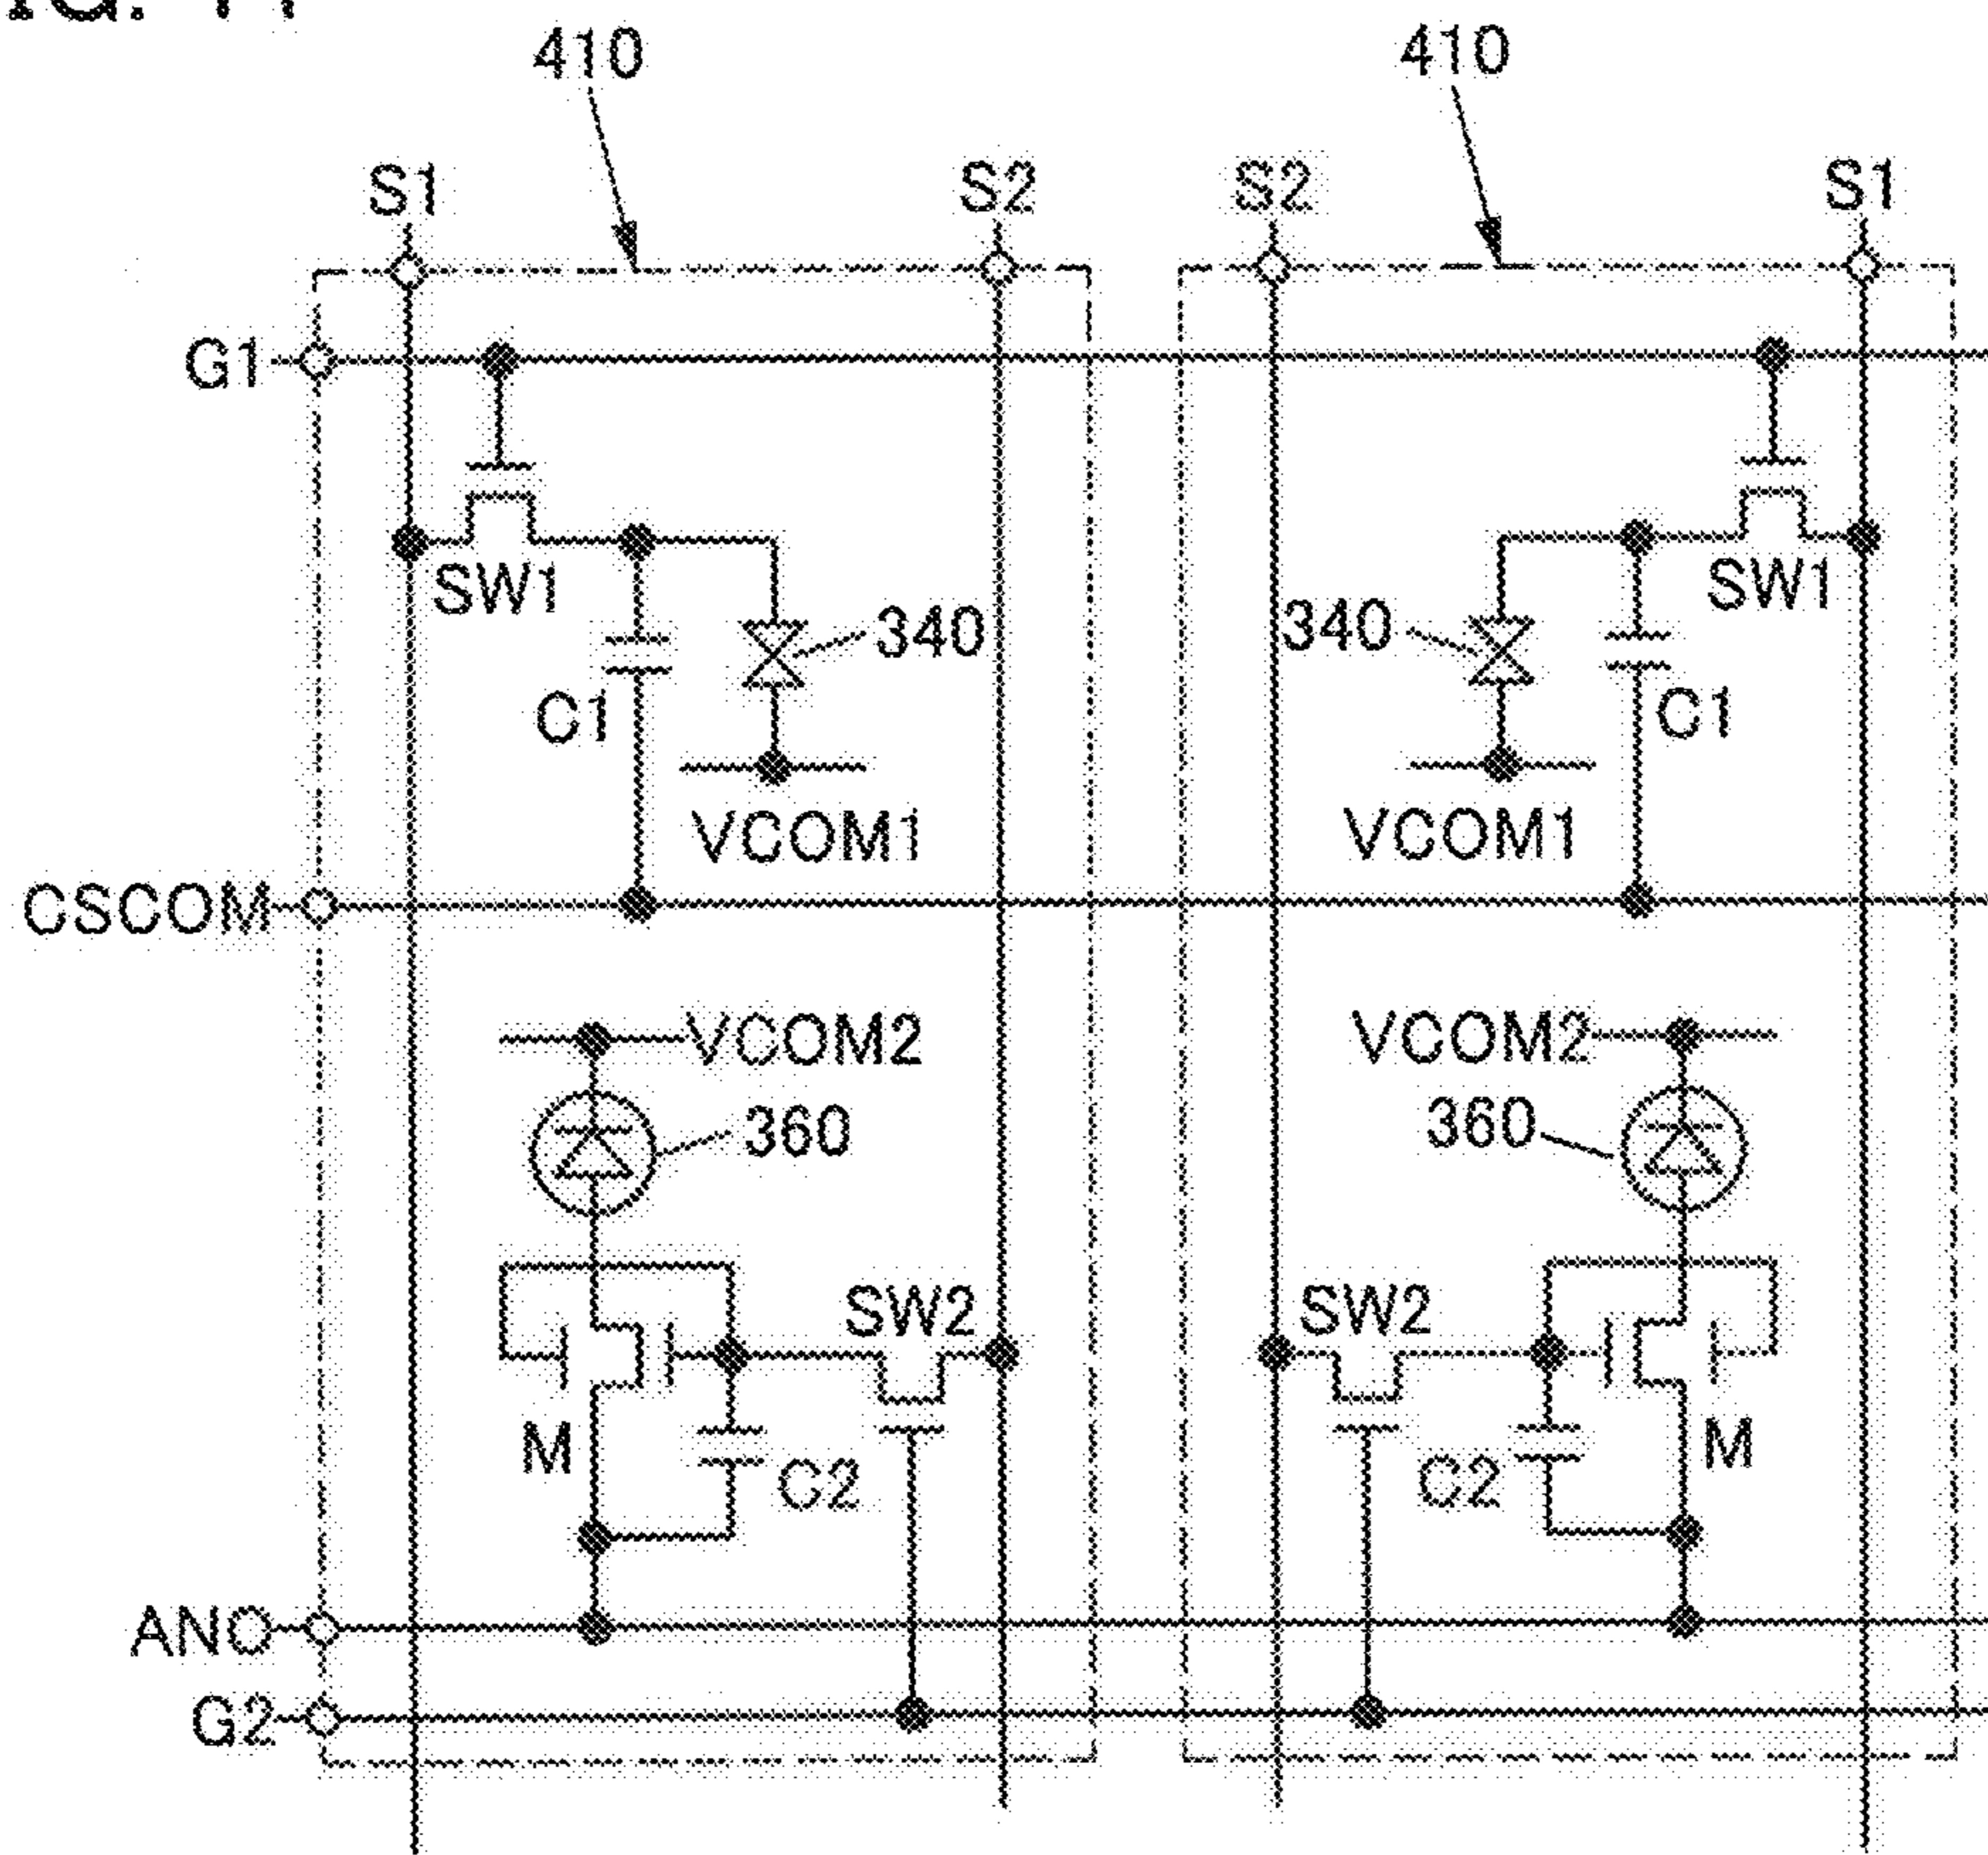 410 410
S1 S2 S2 S1
G1
SW1 SW1
340 340
C1 C1
VCOM1 VCOM1
CSCOM
VCOM2 VCOM2
360 360
SW2 SW2
M C2 C2 M
ANO
G2